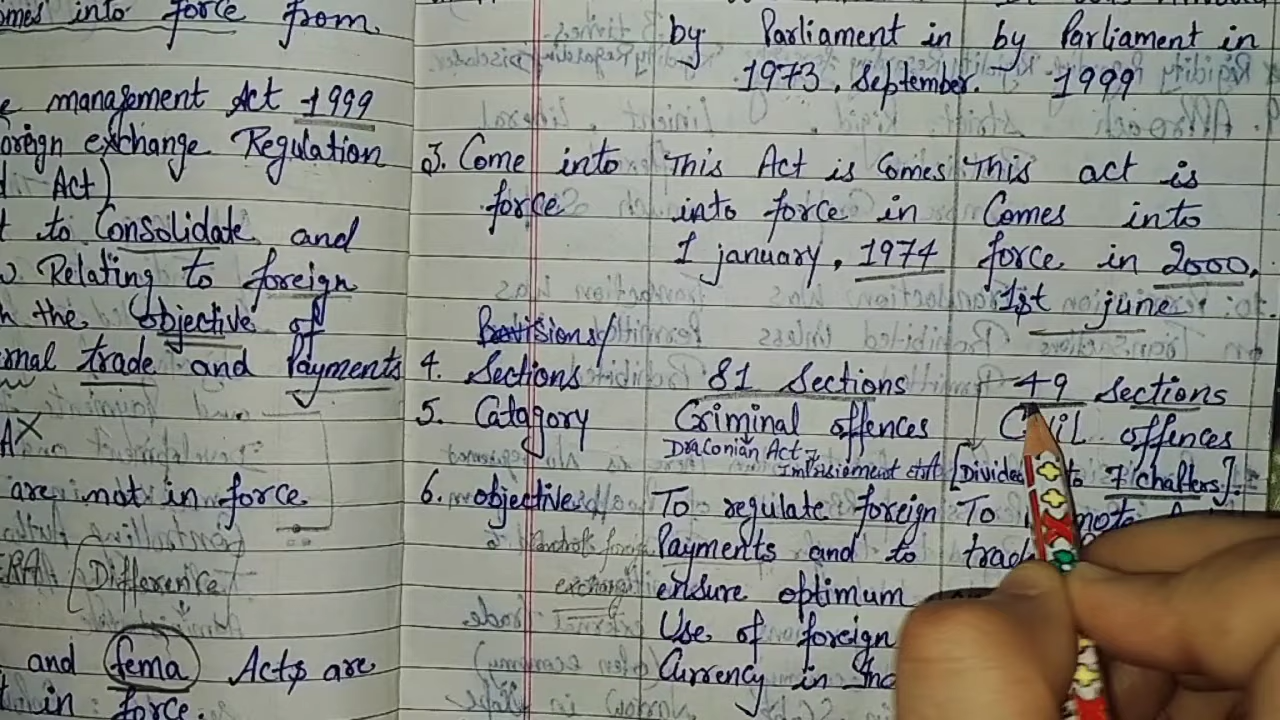 omes into force from
e management Act 1999
oreign exchange Regulation
Act)
t to Consolidate and
Relating to foreign
the objective of
nal trade and Payments
AX
are not in force
ERA (Difference)
and (fema) Acts are
in force.
by Parliament in by Parliament in
1973, September. 1999
3. Come into This Act is Comes This act is
force into force in Comes into
1 january, 1974 force in 2000,
1st june
4. Sections 81 Sections 49 Sections
5. Catagory Criminal offences Civil offences
Draconian Act [Divided to 7 chapters].
6. objective To regulate foreign To
Payments and to trade
ensure optimum
Use of foreign
Currency in